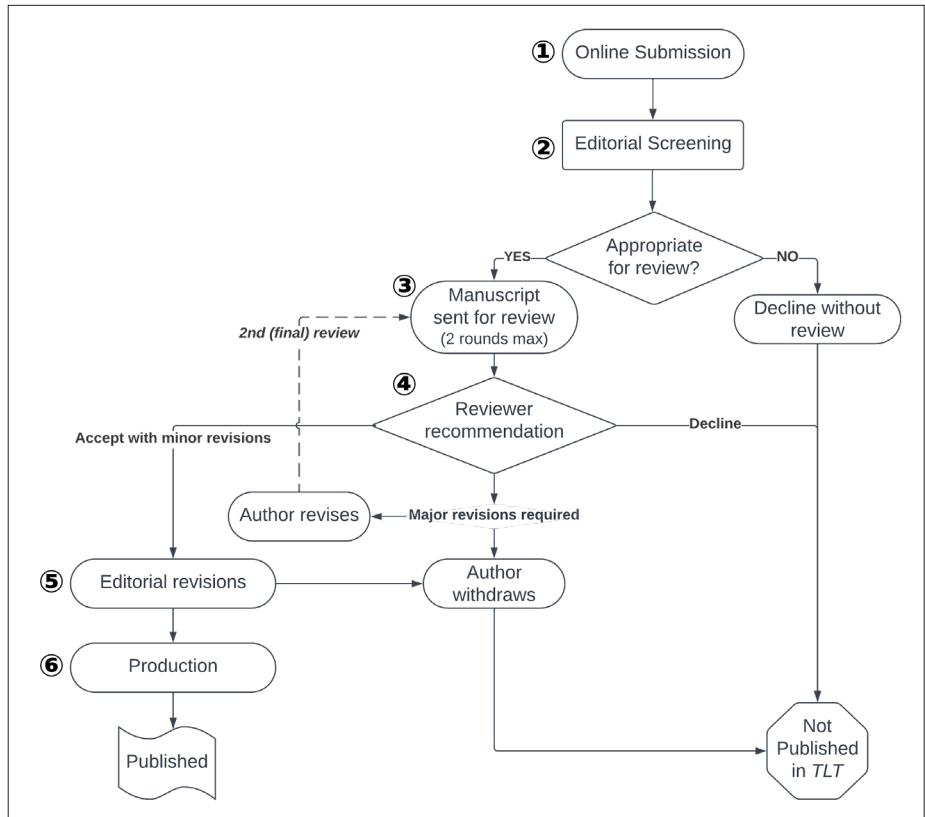 ① Online Submission
② Editorial Screening
Appropriate
for review?
YES
NO
③ Manuscript
sent for review
(2 rounds max)
Decline without
review
2nd (final) review
④
Reviewer
recommendation
Accept with minor revisions
Decline
Author revises
Major revisions required
⑤ Editorial revisions
Author
withdraws
⑥ Production
Published
Not
Published
in TLT